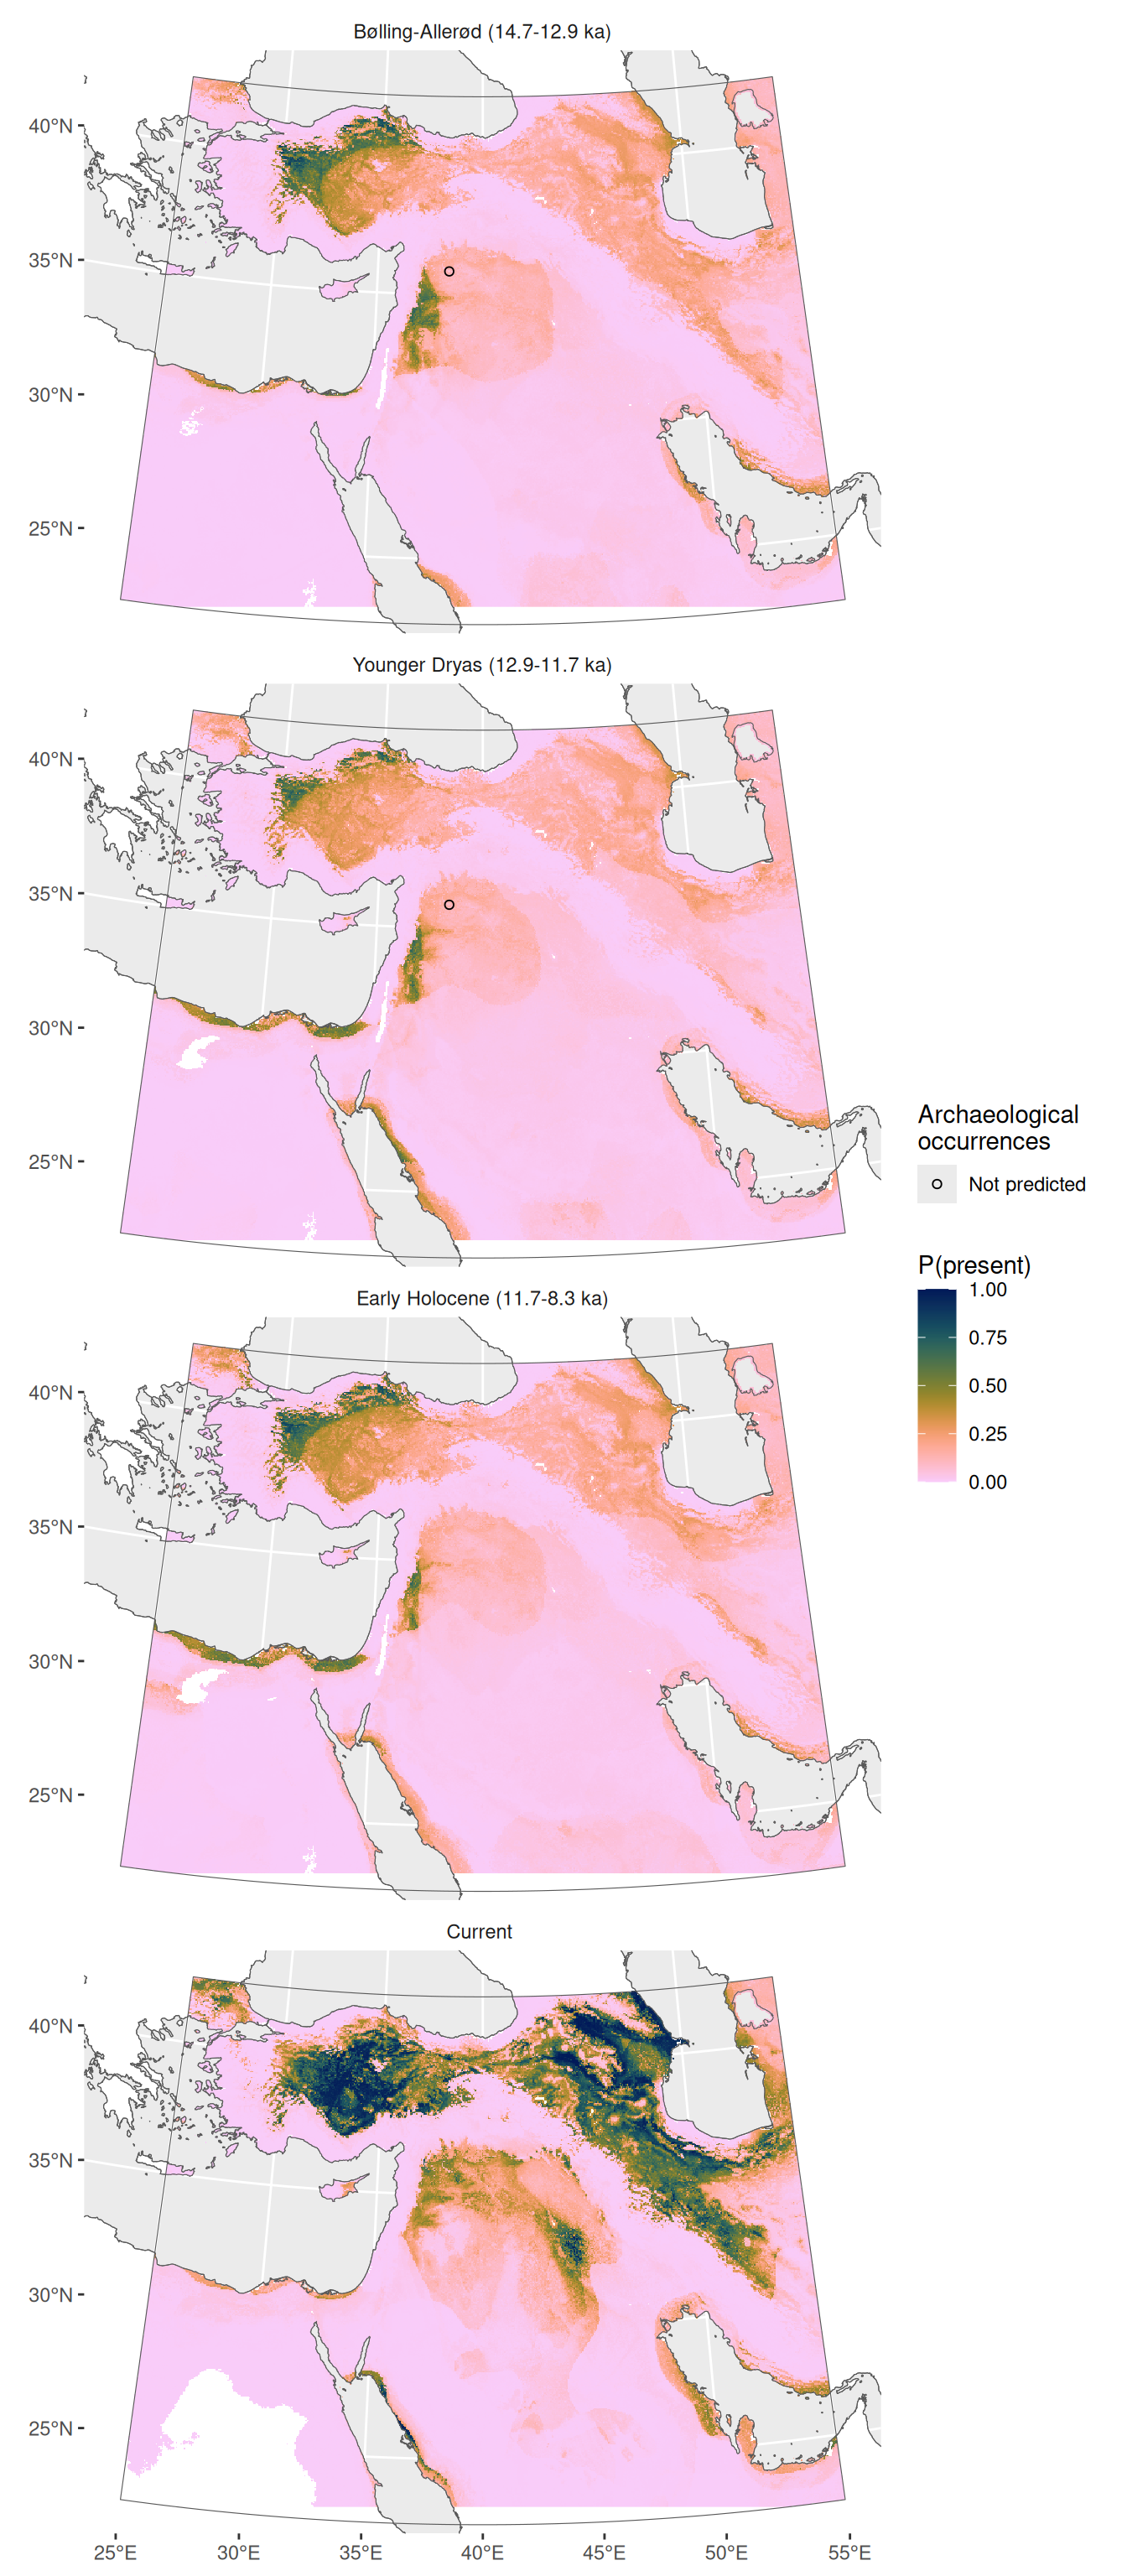 Bølling-Allerød (14.7-12.9 ka)
40°N
35°N
30°N
25°N
Younger Dryas (12.9-11.7 ka)
40°N
35°N
30°N
25°N
Archaeological
occurrences
Not predicted
P(present)
1.00
0.75
0.50
0.25
0.00
Early Holocene (11.7-8.3 ka)
40°N
35°N
30°N
25°N
Current
40°N
35°N
30°N
25°N
25°E 30°E 35°E 40°E 45°E 50°E 55°E